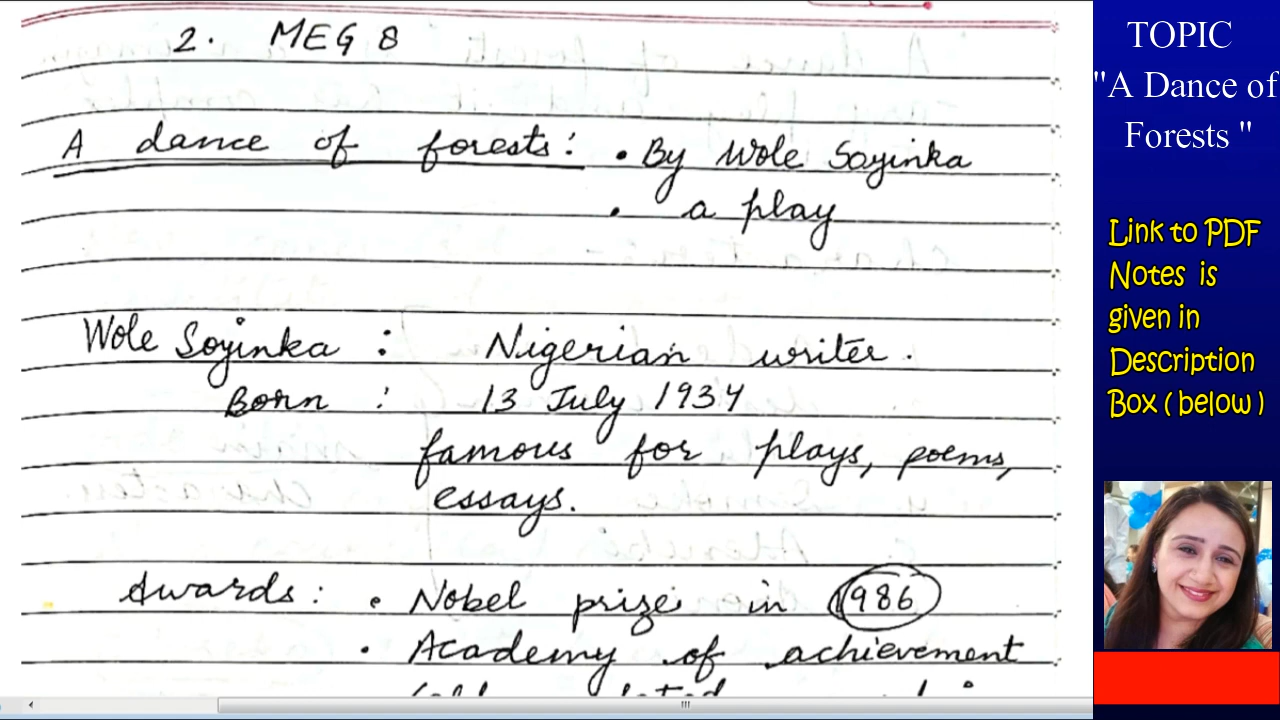 2. MEG 8
A dance of forests: • By Wole Soyinka
• a play
Wole Soyinka : Nigerian writer.
Born : 13 July 1934
famous for plays, poems,
essays.
Awards: • Nobel prize in 1986
• Academy of achievement
TOPIC
"A Dance of
Forests "
Link to PDF
Notes is
given in
Description
Box ( below )